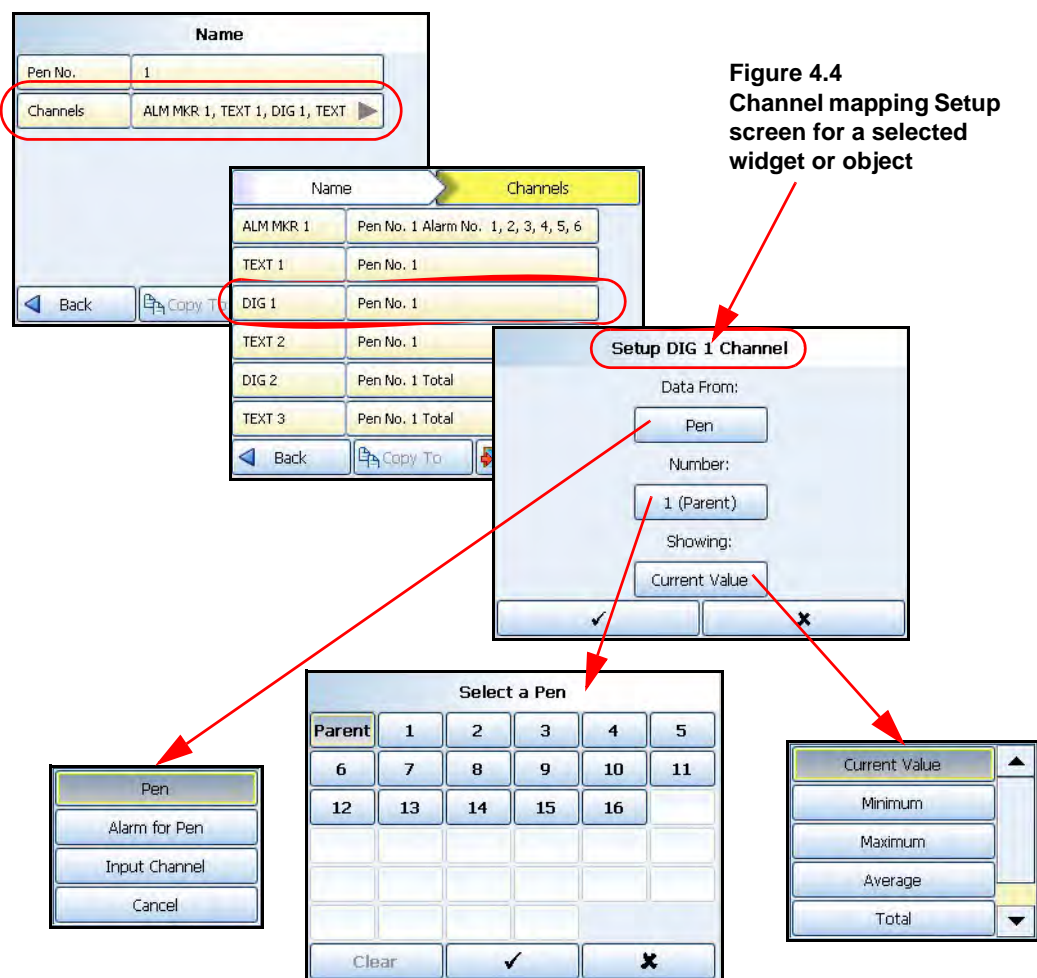 Name
Pen No. 1
Channels ALM MKR 1, TEXT 1, DIG 1, TEXT
Back Copy To
Figure 4.4
Channel mapping Setup
screen for a selected
widget or object
Name Channels
ALM MKR 1 Pen No. 1 Alarm No. 1, 2, 3, 4, 5, 6
TEXT 1 Pen No. 1
DIG 1 Pen No. 1
TEXT 2 Pen No. 1
DIG 2 Pen No. 1 Total
TEXT 3 Pen No. 1 Total
Back Copy To
Setup DIG 1 Channel
Data From:
Pen
Number:
1 (Parent)
Showing:
Current Value
Pen
Alarm for Pen
Input Channel
Cancel
Select a Pen
Parent 1 2 3 4 5
6 7 8 9 10 11
12 13 14 15 16
Clear
Current Value
Minimum
Maximum
Average
Total